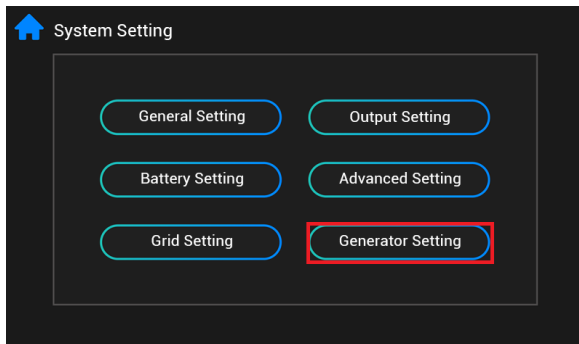 System Setting
General Setting
Output Setting
Battery Setting
Advanced Setting
Grid Setting
Generator Setting